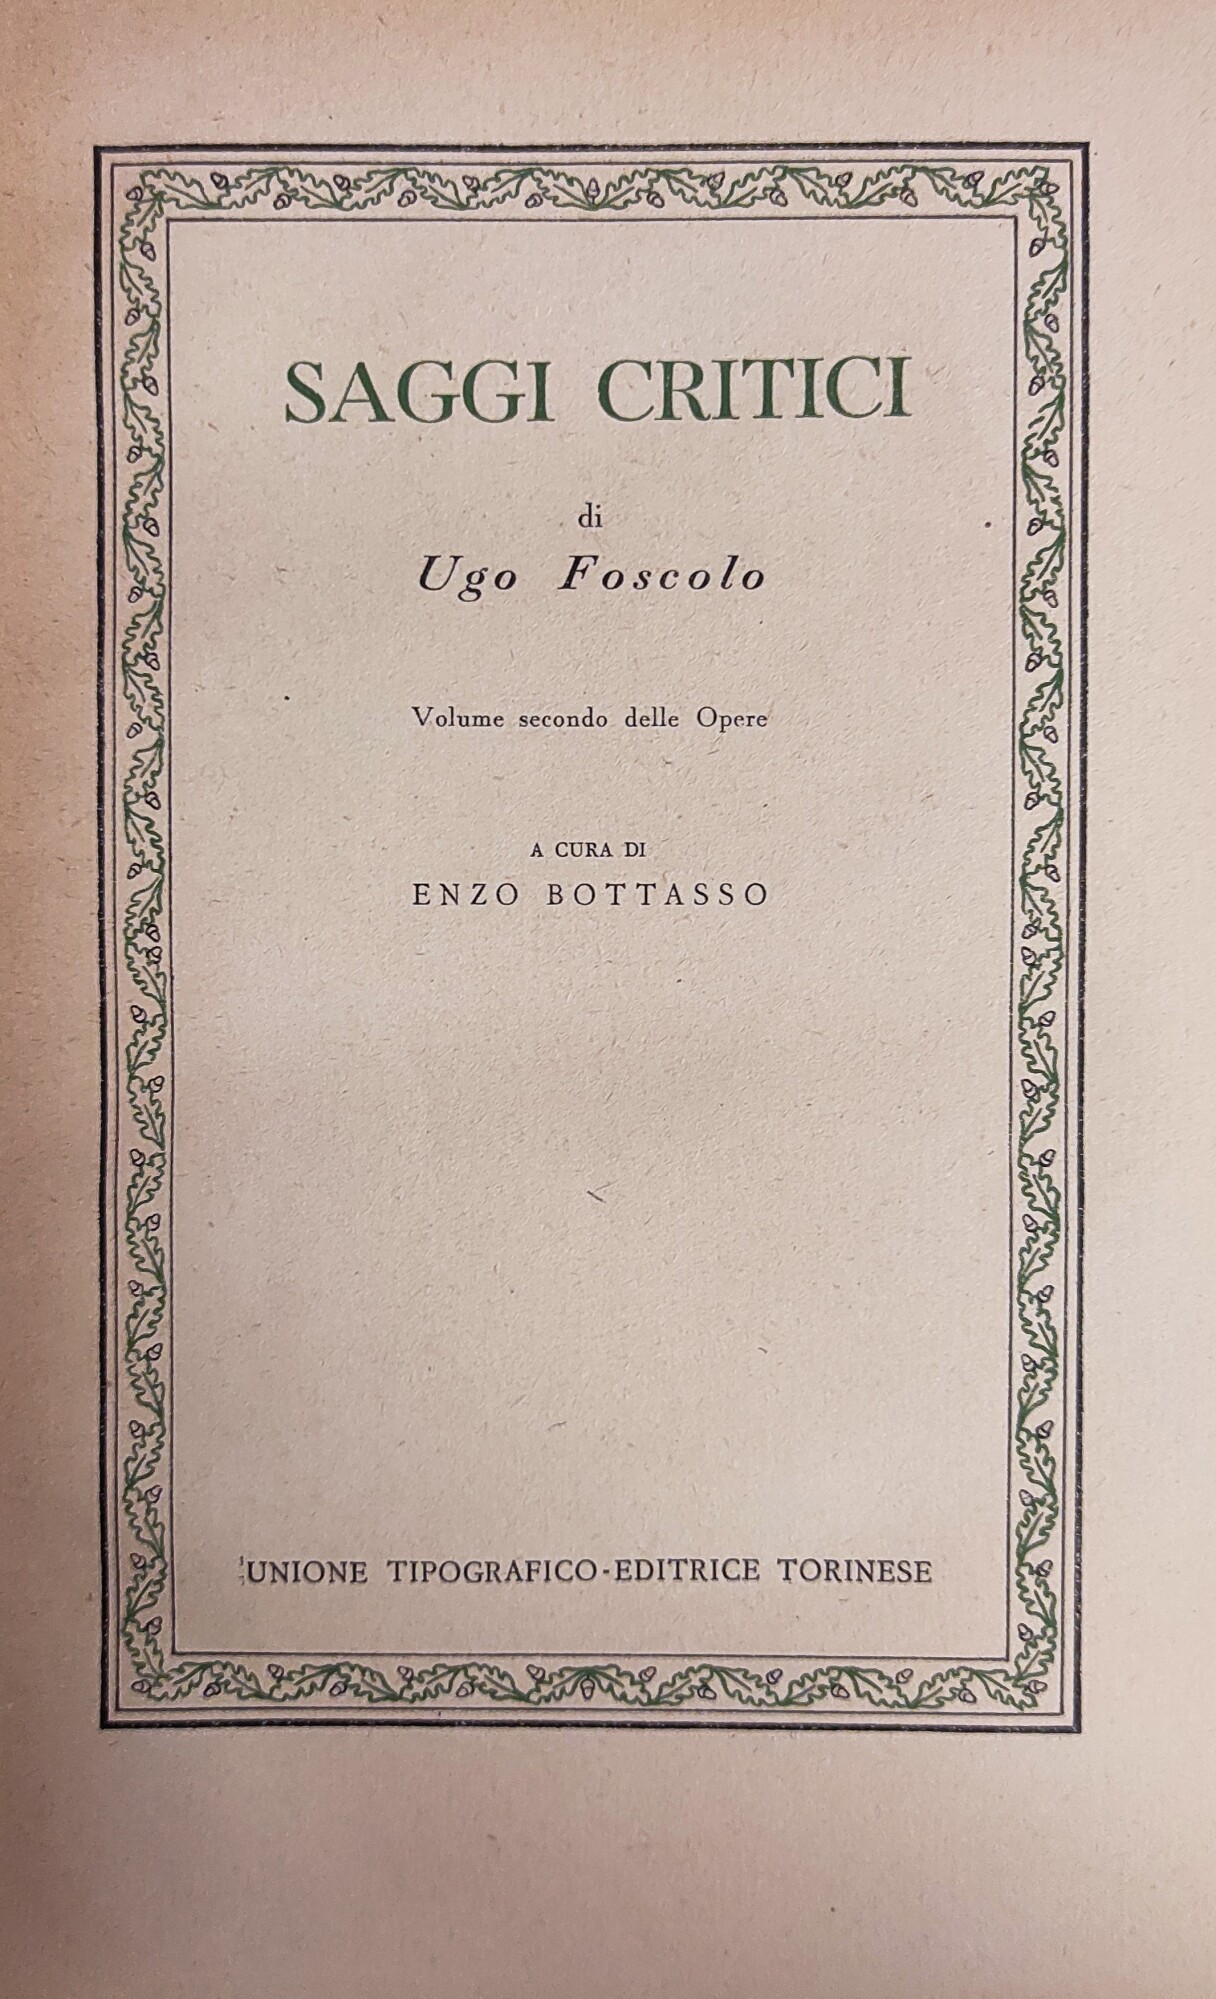 SAGGI CRITICI
di
Ugo Foscolo
Volume secondo delle Opere
A CURA DI
ENZO BOTTASSO
UNIONE TIPOGRAFICO-EDITRICE TORINESE